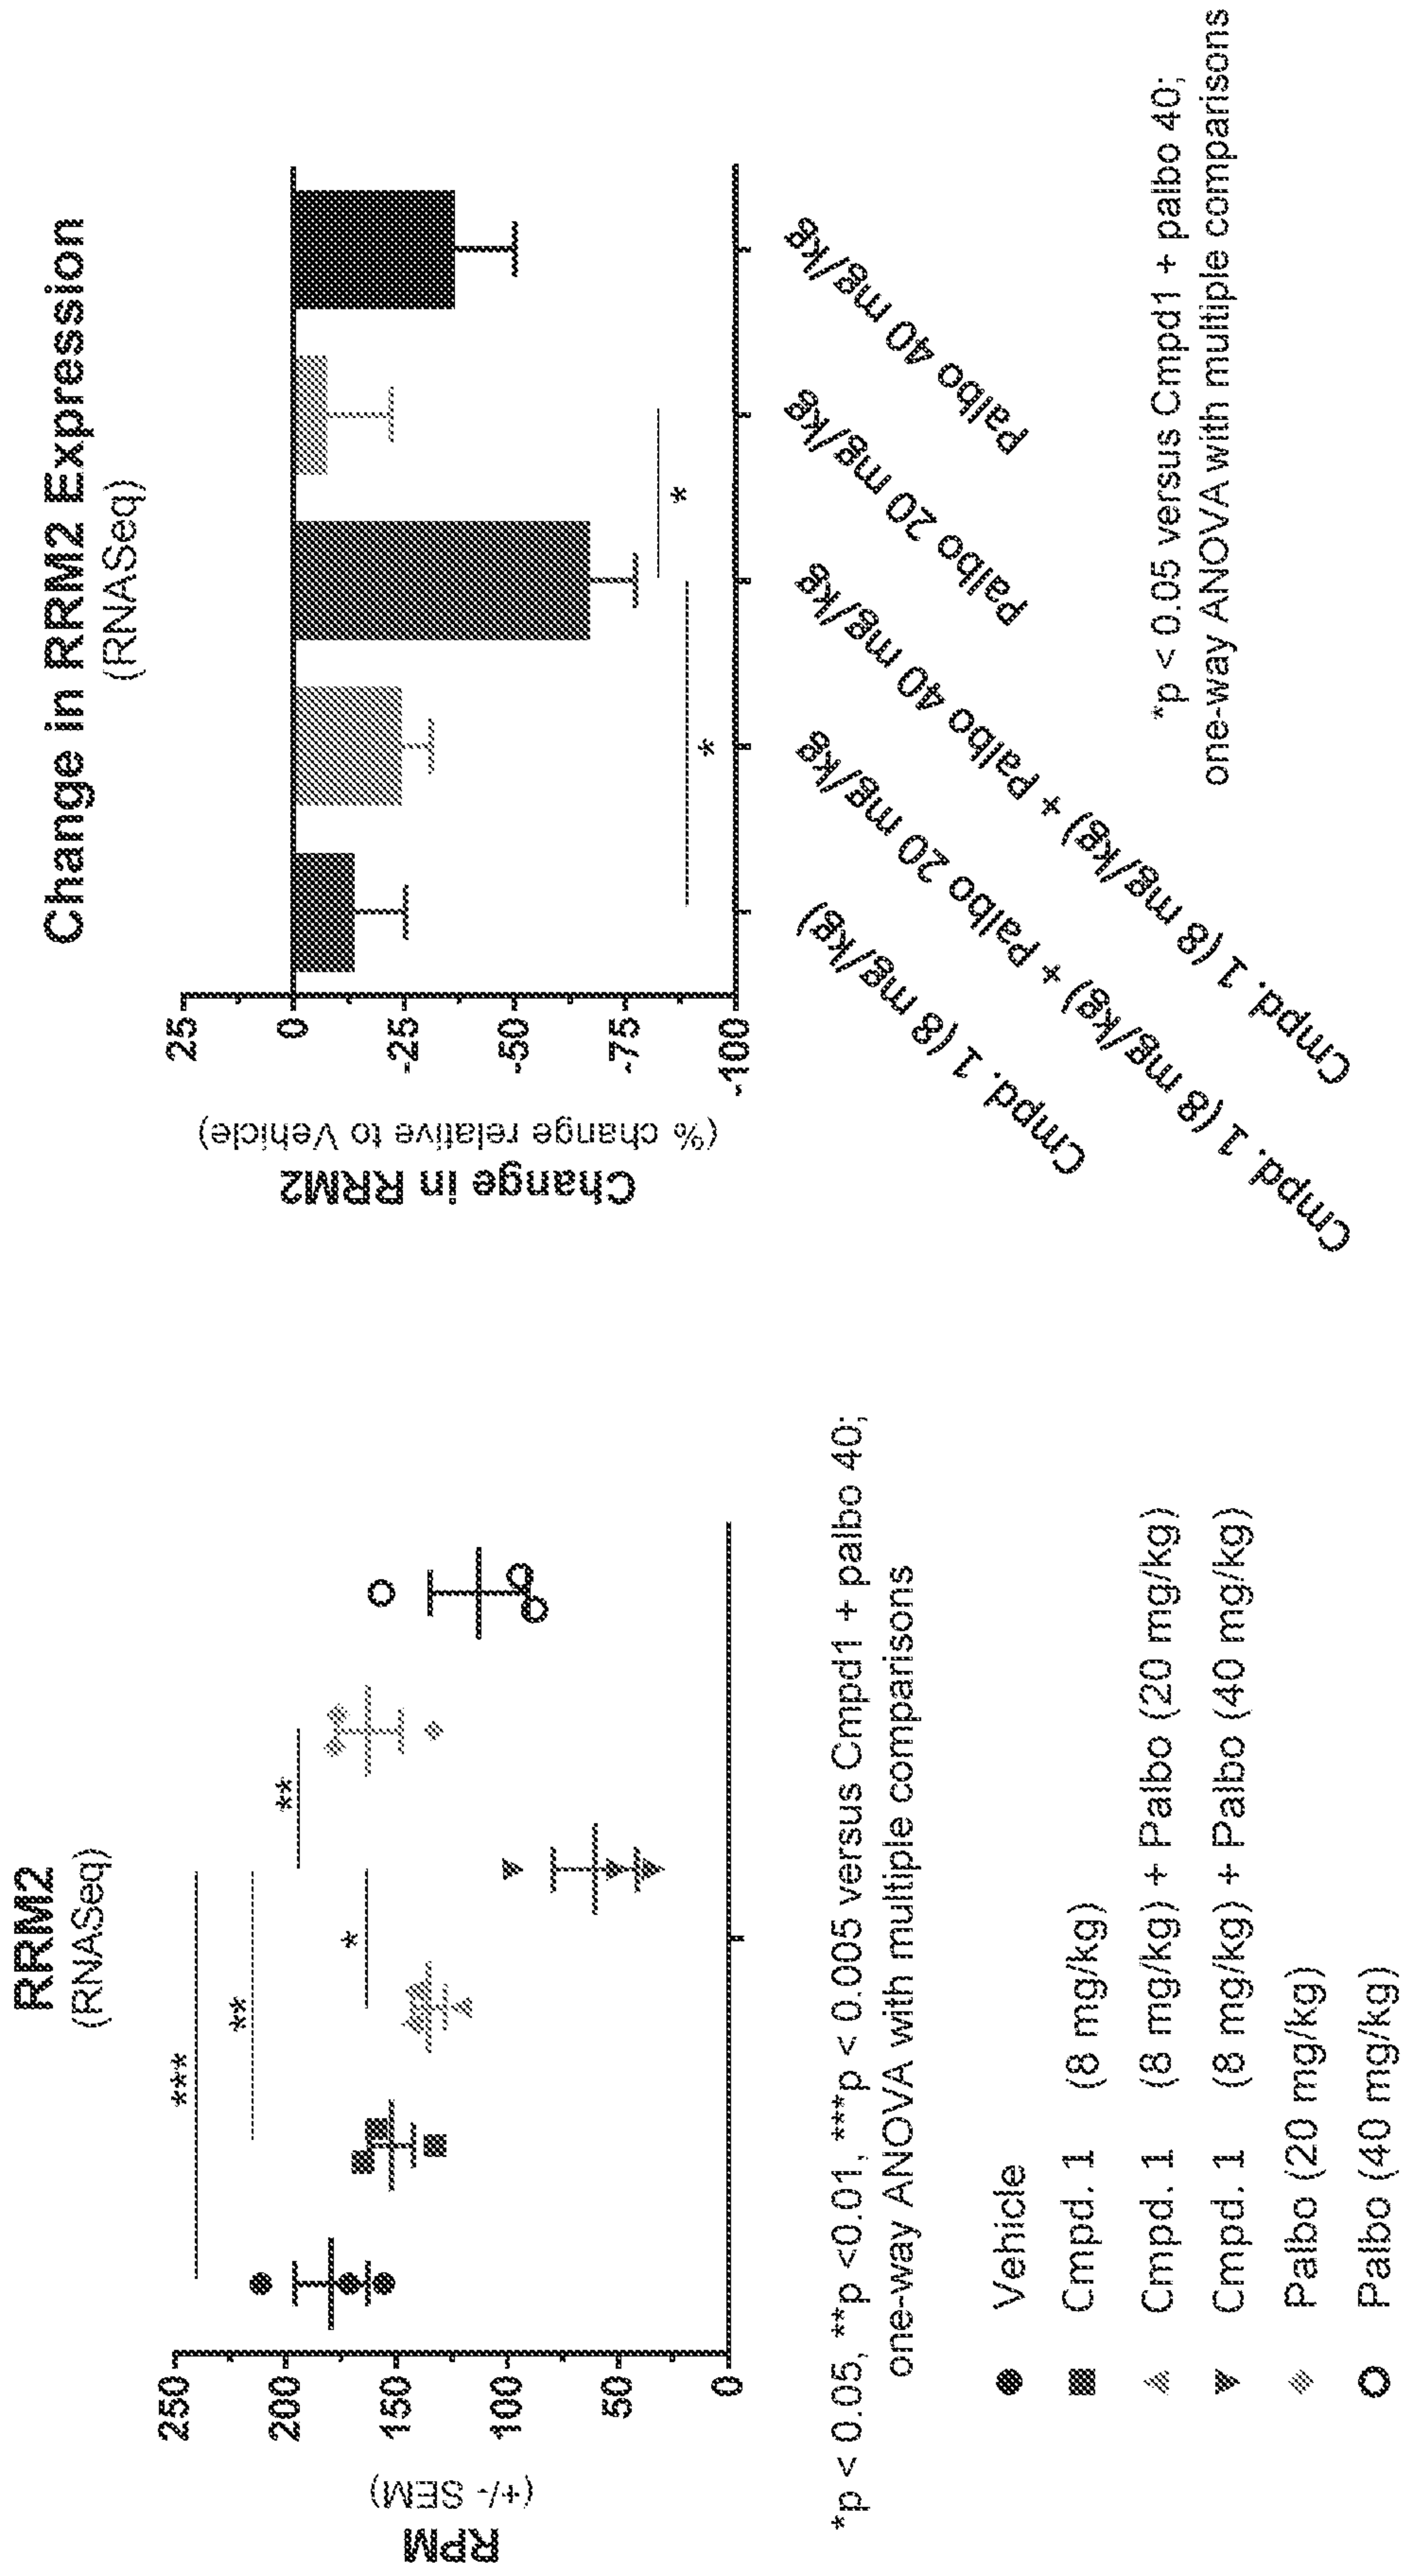 RRM2
(RNASeq)
RPM
(+/- SEM)
250
200
150
100
50
0
***
**
*
**
*p < 0.05, **p <0.01, ***p < 0.005 versus Cmpd1 + palbo 40;
one-way ANOVA with multiple comparisons
Vehicle
Cmpd. 1 (8 mg/kg)
Cmpd. 1 (8 mg/kg) + Palbo (20 mg/kg)
Cmpd. 1 (8 mg/kg) + Palbo (40 mg/kg)
Palbo (20 mg/kg)
Palbo (40 mg/kg)
Change in RRM2 Expression
(RNASeq)
Change in RRM2
(% change relative to Vehicle)
25
0
-25
-50
-75
-100
*
*
Cmpd. 1 (8 mg/kg)
Cmpd. 1 (8 mg/kg) + Palbo 20 mg/kg
Cmpd. 1 (8 mg/kg) + Palbo 40 mg/kg
Palbo 20 mg/kg
Palbo 40 mg/kg
*p < 0.05 versus Cmpd1 + palbo 40;
one-way ANOVA with multiple comparisons